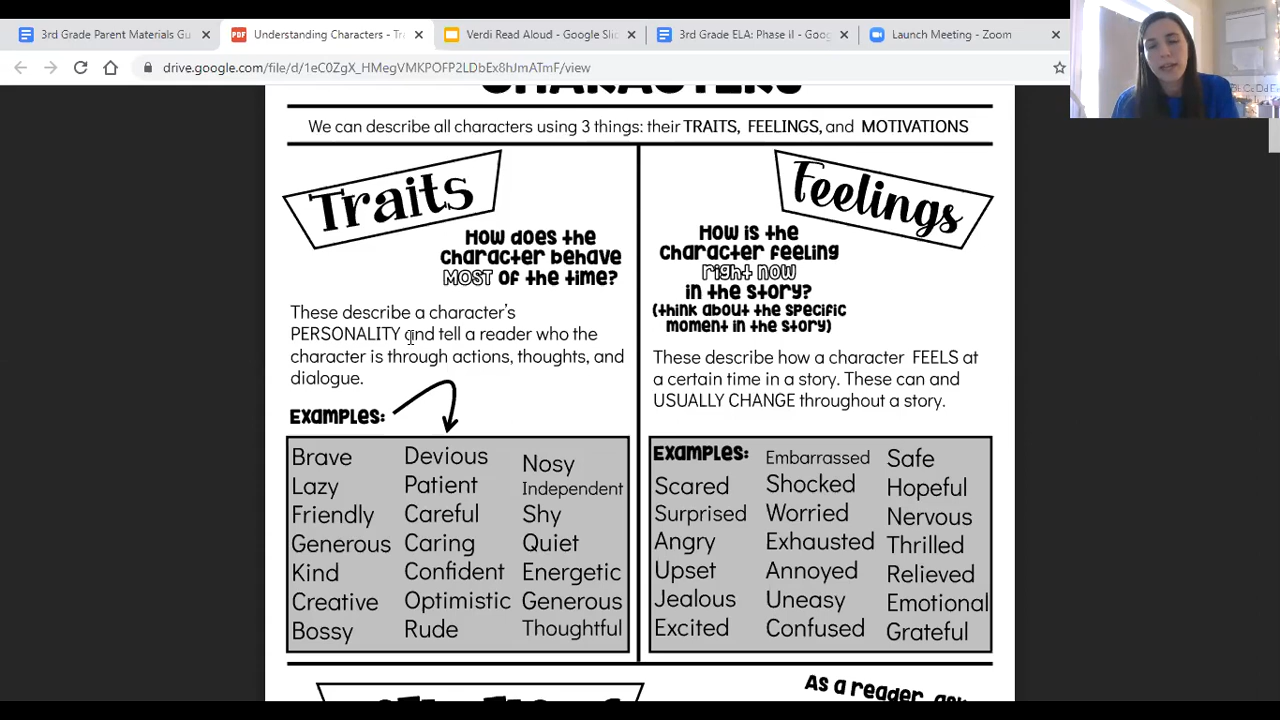 3rd Grade Parent Materials Gu
Understanding Characters - Tra
Verdi Read Aloud - Google Slide
3rd Grade ELA: Phase II - Goog
Launch Meeting - Zoom
drive.google.com/file/d/1eC0ZgX_HMegVMKPOFP2LDbEx8hJmATmF/view
CHARACTERS
We can describe all characters using 3 things: their TRAITS, FEELINGS, and MOTIVATIONS
Traits
How does the
character behave
MOST of the time?
These describe a character's
PERSONALITY and tell a reader who the
character is through actions, thoughts, and
dialogue.
Examples:
Brave
Lazy
Friendly
Generous
Kind
Creative
Bossy
Devious
Patient
Careful
Caring
Confident
Optimistic
Rude
Nosy
Independent
Shy
Quiet
Energetic
Generous
Thoughtful
Feelings
How is the
character feeling
right now
in the story?
(think about the specific
moment in the story)
These describe how a character FEELS at
a certain time in a story. These can and
USUALLY CHANGE throughout a story.
Examples:
Scared
Surprised
Angry
Upset
Jealous
Excited
Embarrassed
Shocked
Worried
Exhausted
Annoyed
Uneasy
Confused
Safe
Hopeful
Nervous
Thrilled
Relieved
Emotional
Grateful
As a reader, ask